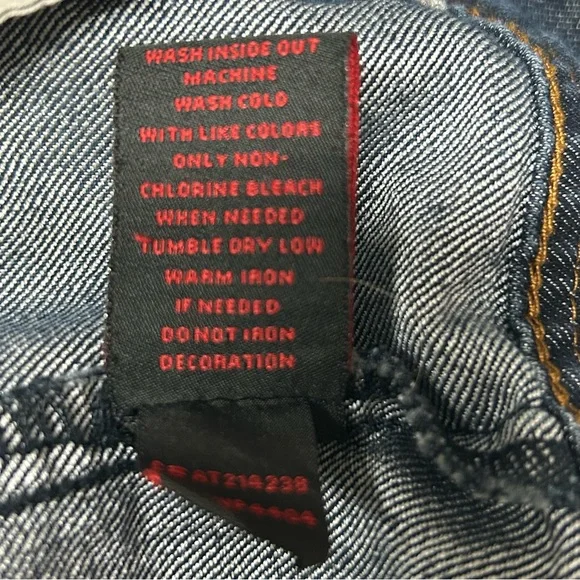 WASH INSIDE OUT
MACHINE
WASH COLD
WITH LIKE COLORS
ONLY NON-
CHLORINE BLEACH
WHEN NEEDED
TUMBLE DRY LOW
WARM IRON
IF NEEDED
DO NOT IRON
DECORATION
AT214238